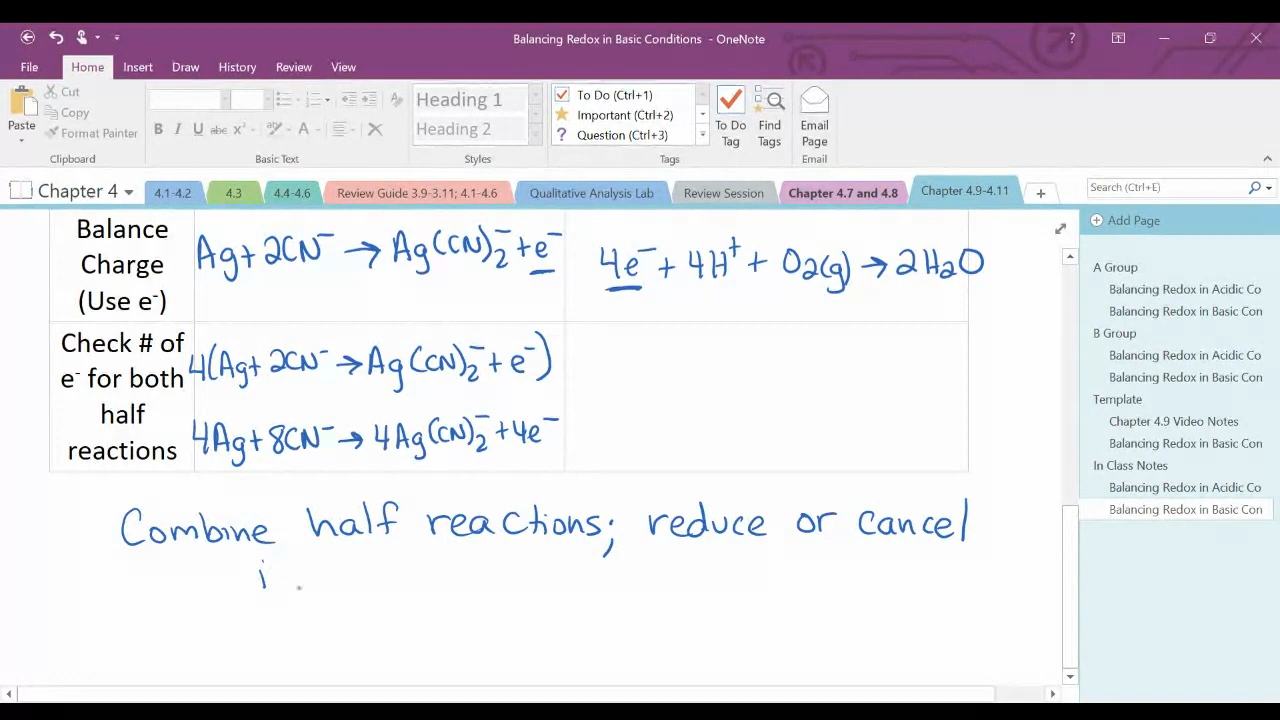 Balancing Redox in Basic Conditions - OneNote
?
File Home Insert Draw History Review View
Paste
Cut
Copy
Format Painter
Clipboard
B I U abc x² A
Basic Text
Heading 1
Heading 2
Styles
To Do (Ctrl+1)
Important (Ctrl+2)
? Question (Ctrl+3)
To Do Tag
Find Tags
Tags
Email Page
Email
Chapter 4
4.1-4.2 4.3 4.4-4.6 Review Guide 3.9-3.11; 4.1-4.6 Qualitative Analysis Lab Review Session Chapter 4.7 and 4.8 Chapter 4.9-4.11 +
Search (Ctrl+E)
Add Page
A Group
Balancing Redox in Acidic Co
Balancing Redox in Basic Con
B Group
Balancing Redox in Acidic Co
Balancing Redox in Basic Con
Template
Chapter 4.9 Video Notes
Balancing Redox in Basic Con
In Class Notes
Balancing Redox in Acidic Co
Balancing Redox in Basic Con
Balance
Charge
(Use e⁻)
Ag + 2CN⁻ → Ag(CN)₂⁻ + e⁻
4e⁻ + 4H⁺ + O₂(g) → 2H₂O
Check # of
e⁻ for both
half
reactions
4(Ag + 2CN⁻ → Ag(CN)₂⁻ + e⁻)
4Ag + 8CN⁻ → 4Ag(CN)₂⁻ + 4e⁻
Combine half reactions; reduce or cancel
i